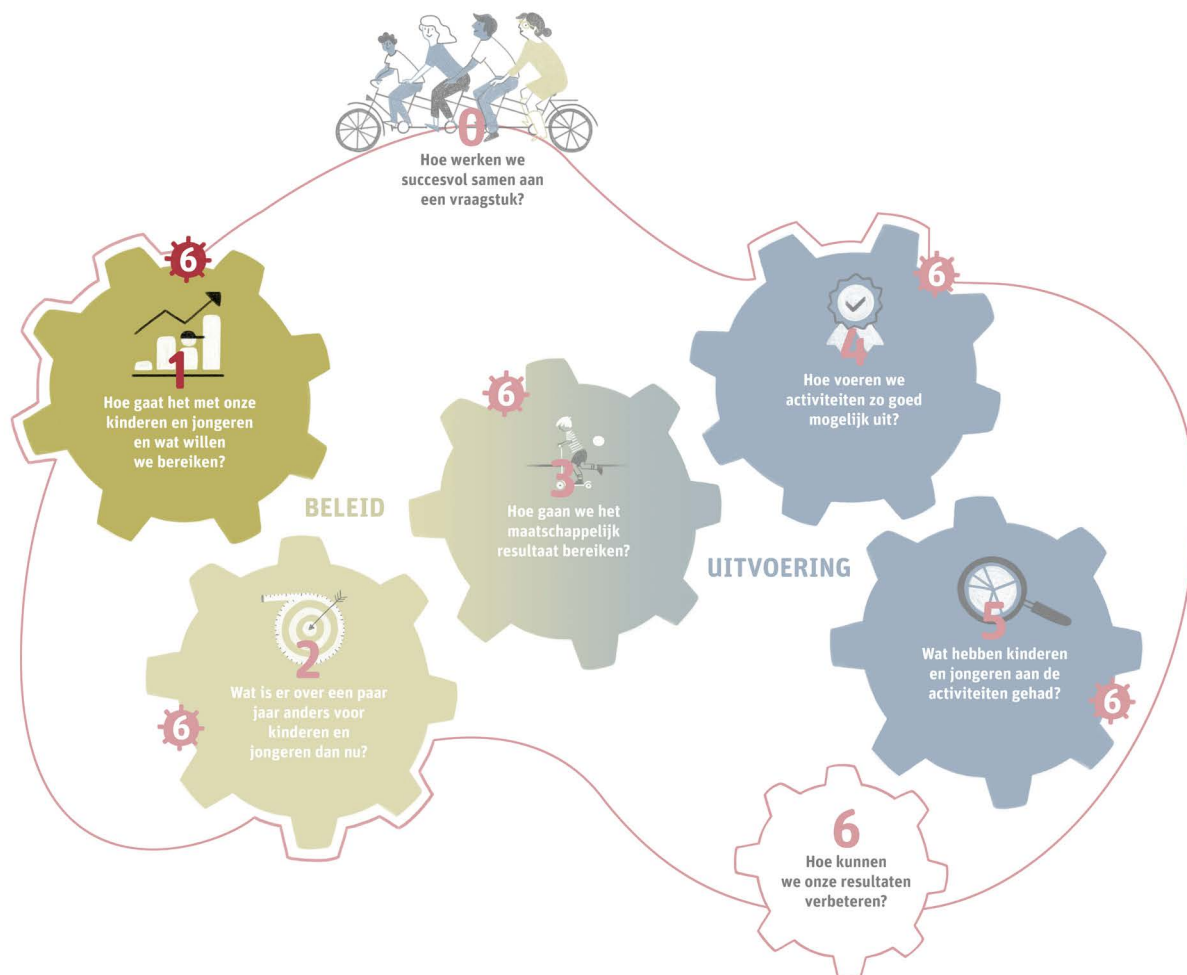 0
Hoe werken we
succesvol samen aan
een vraagstuk?
6
1
Hoe gaat het met onze
kinderen en jongeren
en wat willen
we bereiken?
BELEID
6
2
Wat is er over een paar
jaar anders voor
kinderen en
jongeren dan nu?
6
3
6
Hoe gaan we het
maatschappelijk
resultaat bereiken?
UITVOERING
6
4
Hoe voeren we
activiteiten zo goed
mogelijk uit?
5
Wat hebben kinderen
en jongeren aan de
activiteiten gehad?
6
6
Hoe kunnen
we onze resultaten
verbeteren?